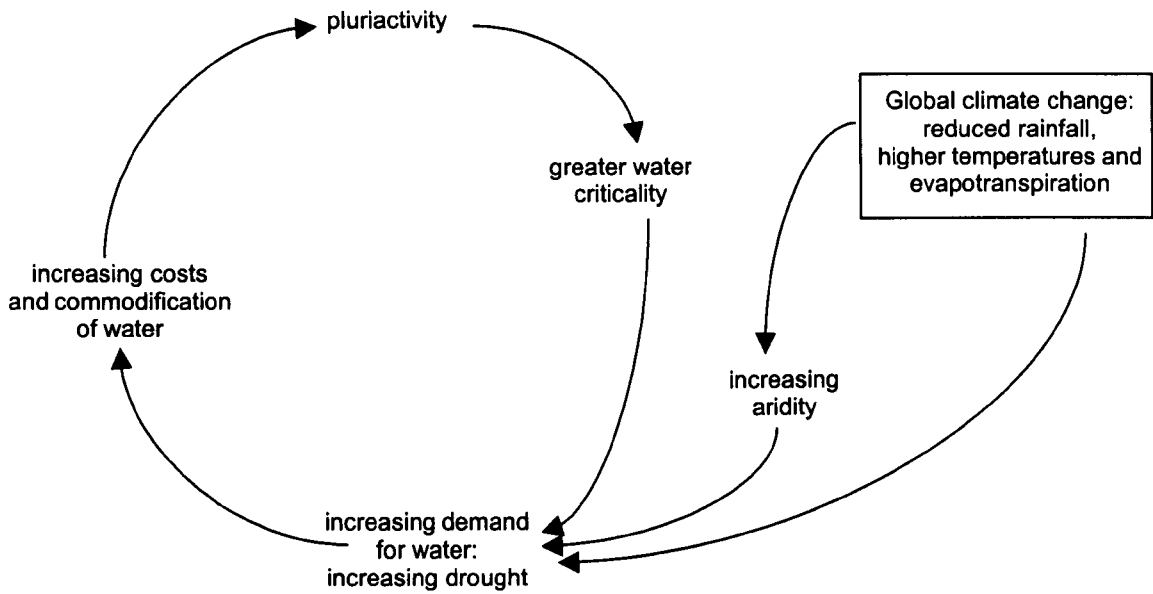 pluriactivity
Global climate change:
reduced rainfall,
higher temperatures and
evapotranspiration
greater water
criticality
increasing costs
and commodification
of water
increasing
aridity
increasing demand
for water:
increasing drought